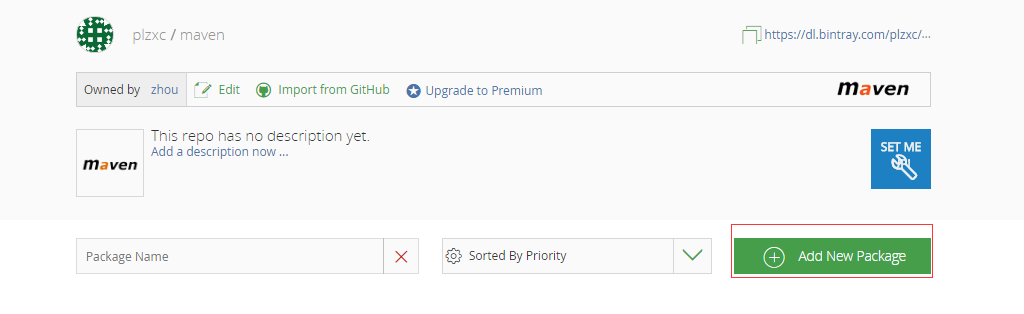 plzxc / maven
https://dl.bintray.com/plzxc/...
Owned by zhou Edit Import from GitHub Upgrade to Premium maven
This repo has no description yet.
Add a description now ...
maven
SET ME
Package Name
Sorted By Priority
Add New Package